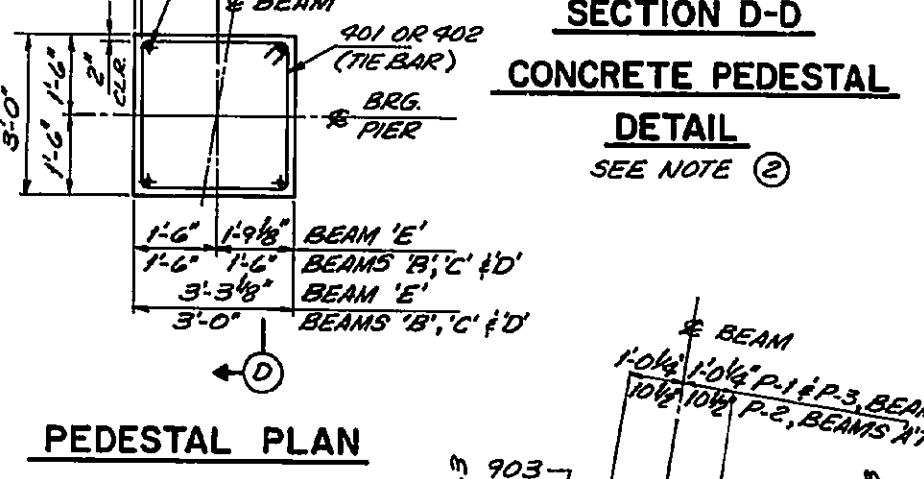 ℄ BEAM
401 OR 402
(TIE BAR)
2" CLR.
1'-6"
1'-6"
3'-0"
℄ BRG.
PIER
1'-6" 1'-9⅛" BEAM 'E'
1'-6" 1'-6" BEAMS 'B', 'C' & 'D'
3'-3⅛" BEAM 'E'
3'-0" BEAMS 'B', 'C' & 'D'
D
PEDESTAL PLAN
SECTION D-D
CONCRETE PEDESTAL
DETAIL
SEE NOTE 2
℄ BEAM
1'-0¼" 1'-0¼" P-1 & P-3, BEAM
10½" 10½" P-2, BEAMS 'A'
903